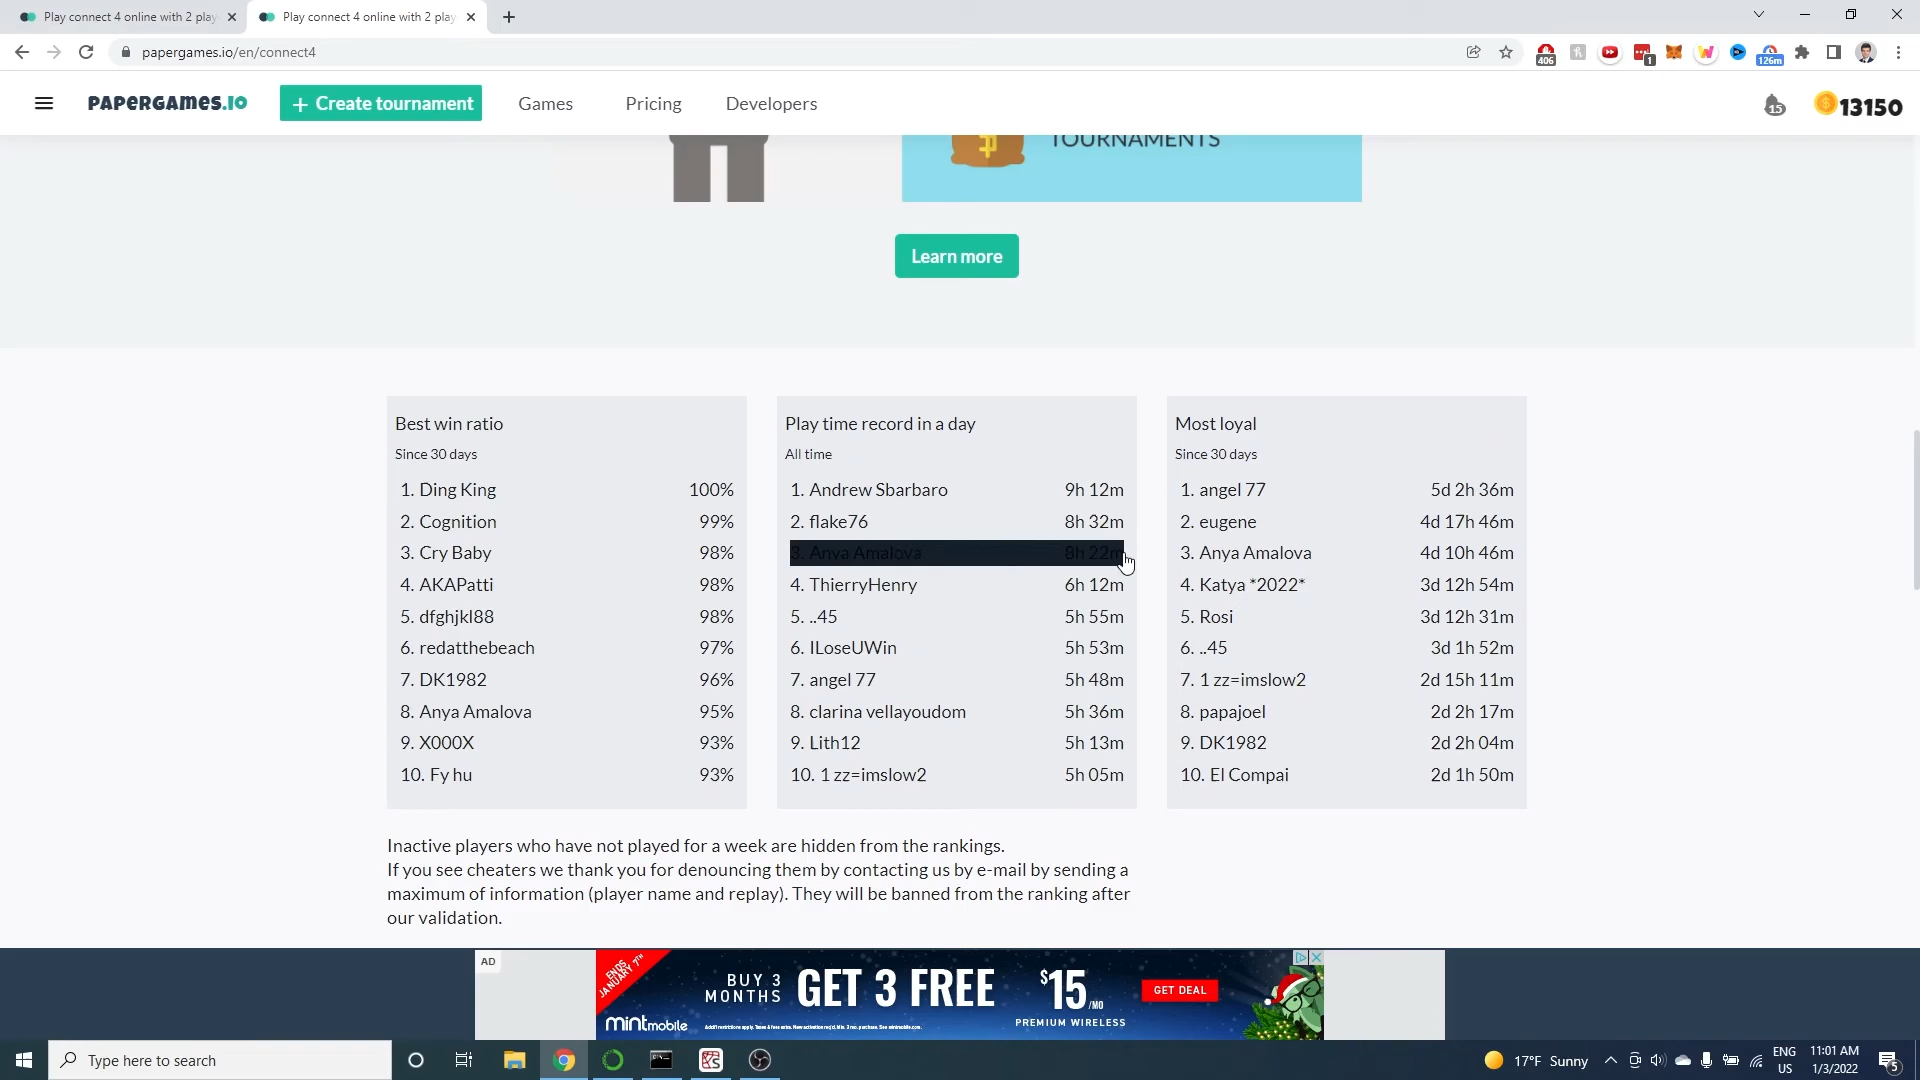 Play connect 4 online with 2 play
Play connect 4 online with 2 play
papergames.io/en/connect4
406
1
126m
PAPERGAMES.IO
+ Create tournament
Games
Pricing
Developers
15
13150
TOURNAMENTS
Learn more
Best win ratio
Since 30 days
1. Ding King 100%
2. Cognition 99%
3. Cry Baby 98%
4. AKAPatti 98%
5. dfghjkl88 98%
6. redatthebeach 97%
7. DK1982 96%
8. Anya Amalova 95%
9. X000X 93%
10. Fy hu 93%
Play time record in a day
All time
1. Andrew Sbarbaro 9h 12m
2. flake76 8h 32m
3. Anya Amalova 8h 22m
4. ThierryHenry 6h 12m
5. ..45 5h 55m
6. ILoseUWin 5h 53m
7. angel 77 5h 48m
8. clarina vellayoudom 5h 36m
9. Lith12 5h 13m
10. 1 zz=imslow2 5h 05m
Most loyal
Since 30 days
1. angel 77 5d 2h 36m
2. eugene 4d 17h 46m
3. Anya Amalova 4d 10h 46m
4. Katya *2022* 3d 12h 54m
5. Rosi 3d 12h 31m
6. ..45 3d 1h 52m
7. 1 zz=imslow2 2d 15h 11m
8. papajoel 2d 2h 17m
9. DK1982 2d 2h 04m
10. El Compai 2d 1h 50m
Inactive players who have not played for a week are hidden from the rankings.
If you see cheaters we thank you for denouncing them by contacting us by e-mail by sending a
maximum of information (player name and replay). They will be banned from the ranking after
our validation.
AD
ENDS
JANUARY 7TH
BUY 3
MONTHS
GET 3 FREE
$15/MO
PREMIUM WIRELESS
GET DEAL
mintmobile
Type here to search
17°F Sunny
ENG
US
11:01 AM
1/3/2022
5